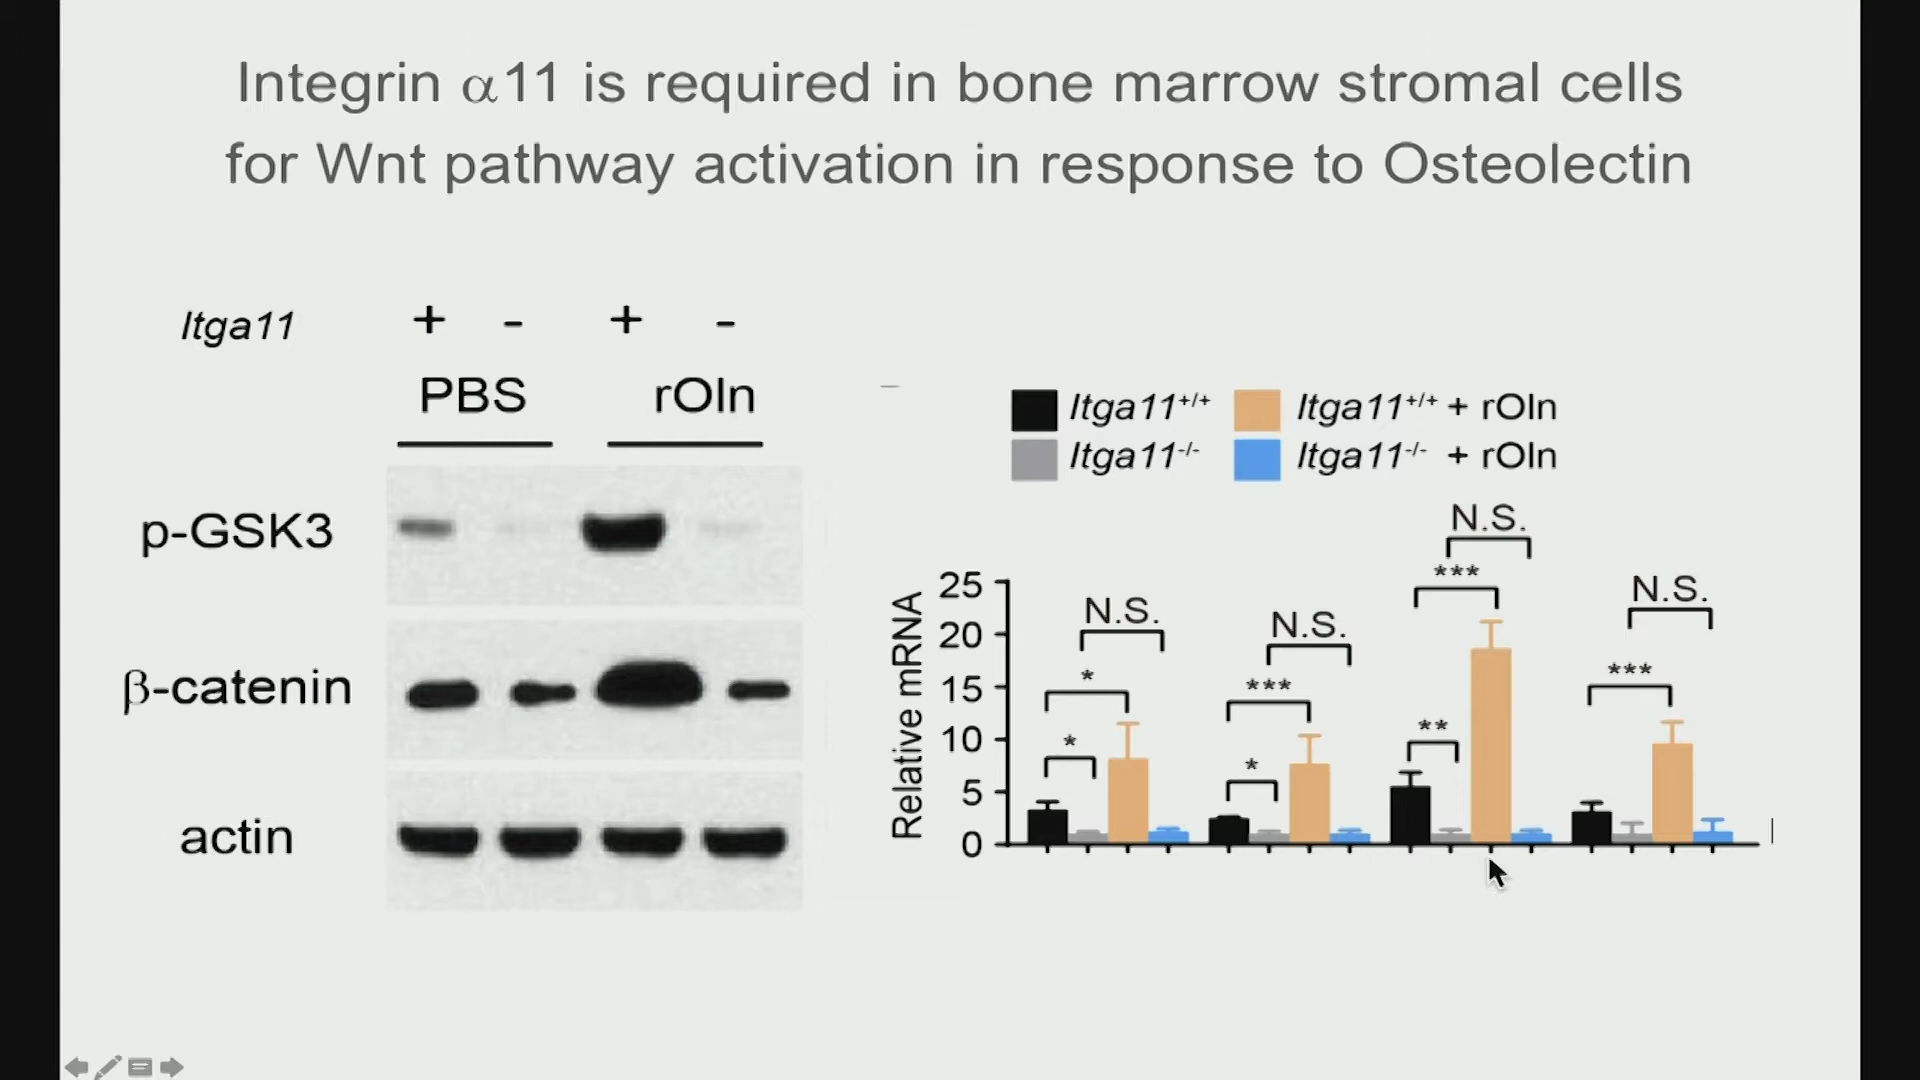 Integrin α11 is required in bone marrow stromal cells
for Wnt pathway activation in response to Osteolectin
Itga11 + - + -
PBS rOln
p-GSK3
β-catenin
actin
Itga11+/+ Itga11+/+ + rOln
Itga11-/- Itga11-/- + rOln
Relative mRNA
25
20
15
10
5
0
N.S.
*
*
N.S.
***
*
N.S.
***
**
N.S.
***